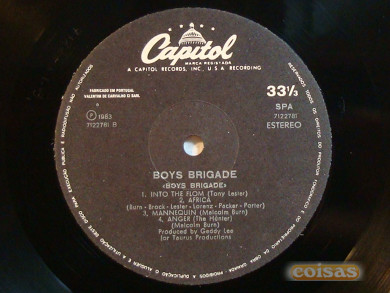 Capitol
MARCA REGISTADA
A CAPITOL RECORDS, INC., U.S.A. RECORDING
FABRICADO EM PORTUGAL
VALENTIM DE CARVALHO CI SARL
33⅓
SPA
℗ 1983
7122781 B
7122781
ESTEREO
BOYS BRIGADE
«BOYS BRIGADE»
1. INTO THE FLOM (Tony Lester)
2. AFRICA
(Burn-Brock-Lester-Lorenz-Packer-Porter)
3. MANNEQUIN (Malcolm Burn)
4. ANGER (The Hünter)
(Malcolm Burn)
Produced by Geddy Lee
for Taurus Productions
coisas